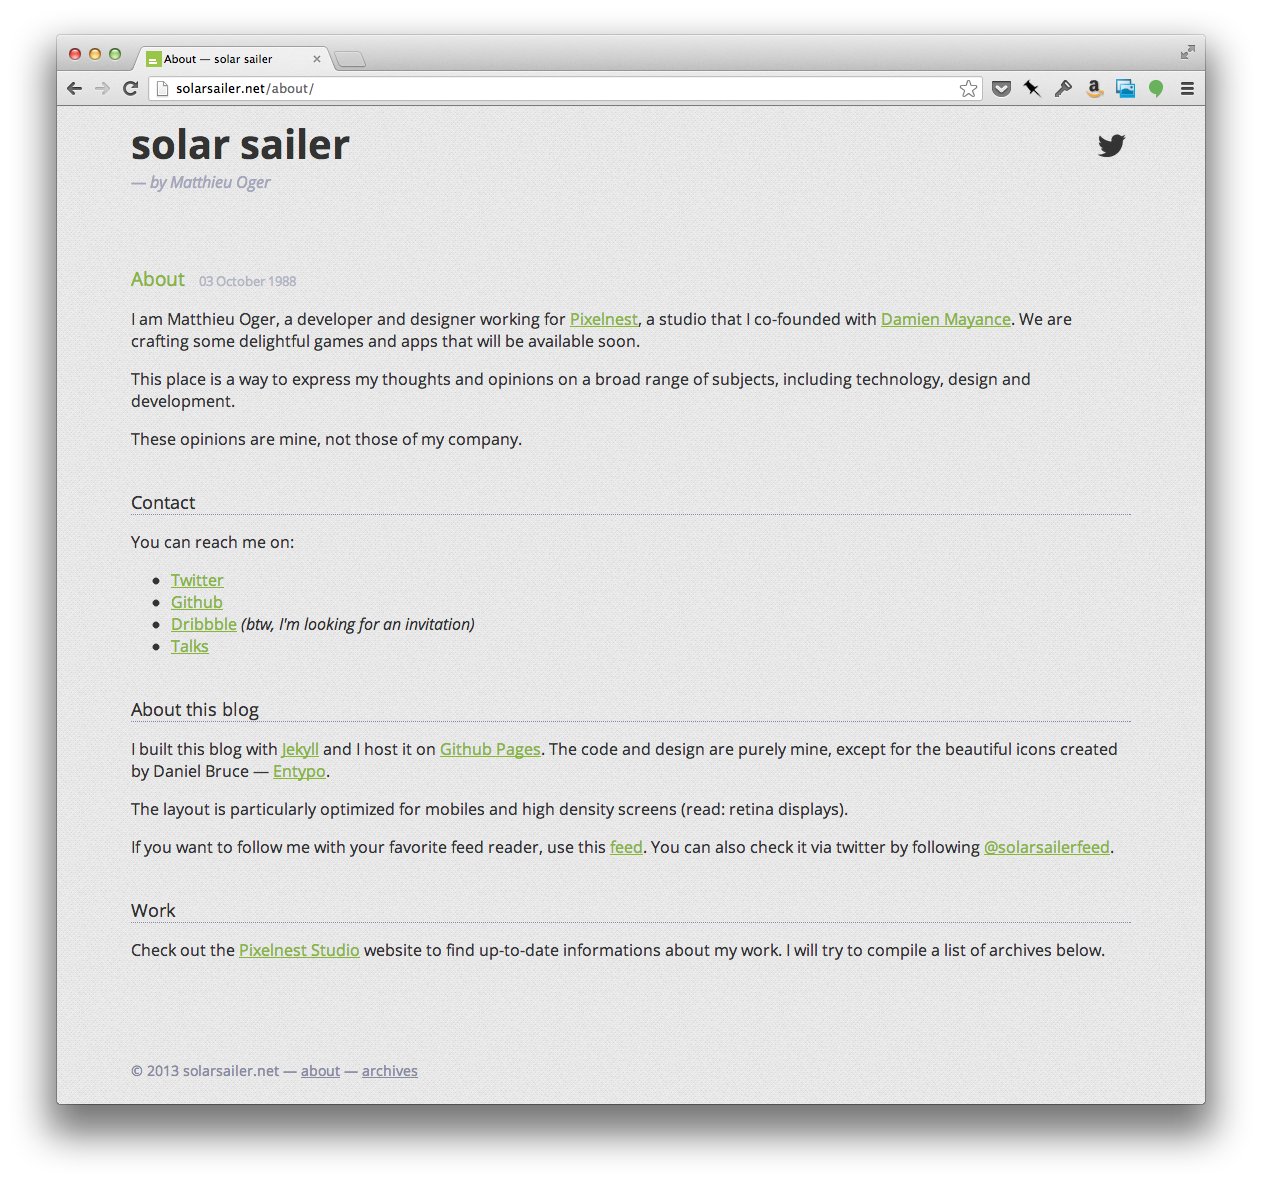 About — solar sailer
solarsailer.net/about/
solar sailer
— by Matthieu Oger
About 03 October 1988
I am Matthieu Oger, a developer and designer working for Pixelnest, a studio that I co-founded with Damien Mayance. We are
crafting some delightful games and apps that will be available soon.
This place is a way to express my thoughts and opinions on a broad range of subjects, including technology, design and
development.
These opinions are mine, not those of my company.
Contact
You can reach me on:
• Twitter
• Github
• Dribbble (btw, I'm looking for an invitation)
• Talks
About this blog
I built this blog with Jekyll and I host it on Github Pages. The code and design are purely mine, except for the beautiful icons created
by Daniel Bruce — Entypo.
The layout is particularly optimized for mobiles and high density screens (read: retina displays).
If you want to follow me with your favorite feed reader, use this feed. You can also check it via twitter by following @solarsailerfeed.
Work
Check out the Pixelnest Studio website to find up-to-date informations about my work. I will try to compile a list of archives below.
© 2013 solarsailer.net — about — archives